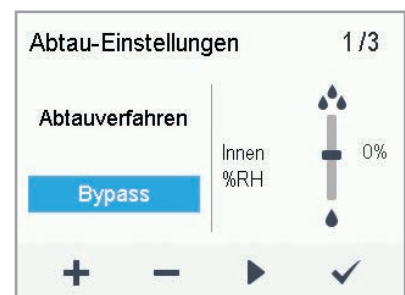 Abtau-Einstellungen 1/3
Abtauverfahren
Bypass
Innen
%RH
0%